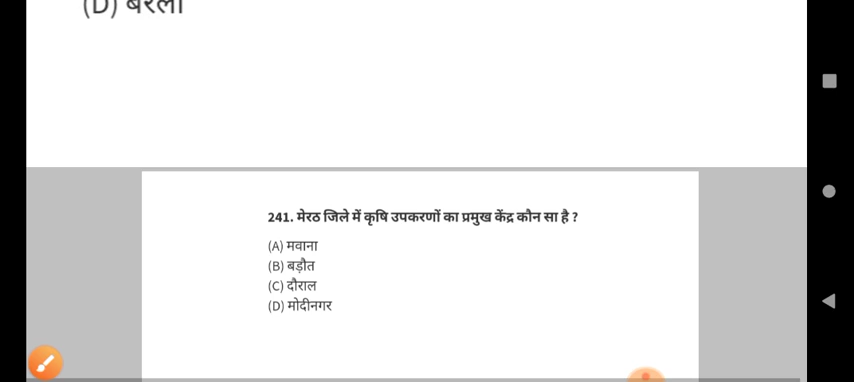 (D) बरेली
241. मेरठ जिले में कृषि उपकरणों का प्रमुख केंद्र कौन सा है ?
(A) मवाना
(B) बड़ौत
(C) दौराल
(D) मोदीनगर